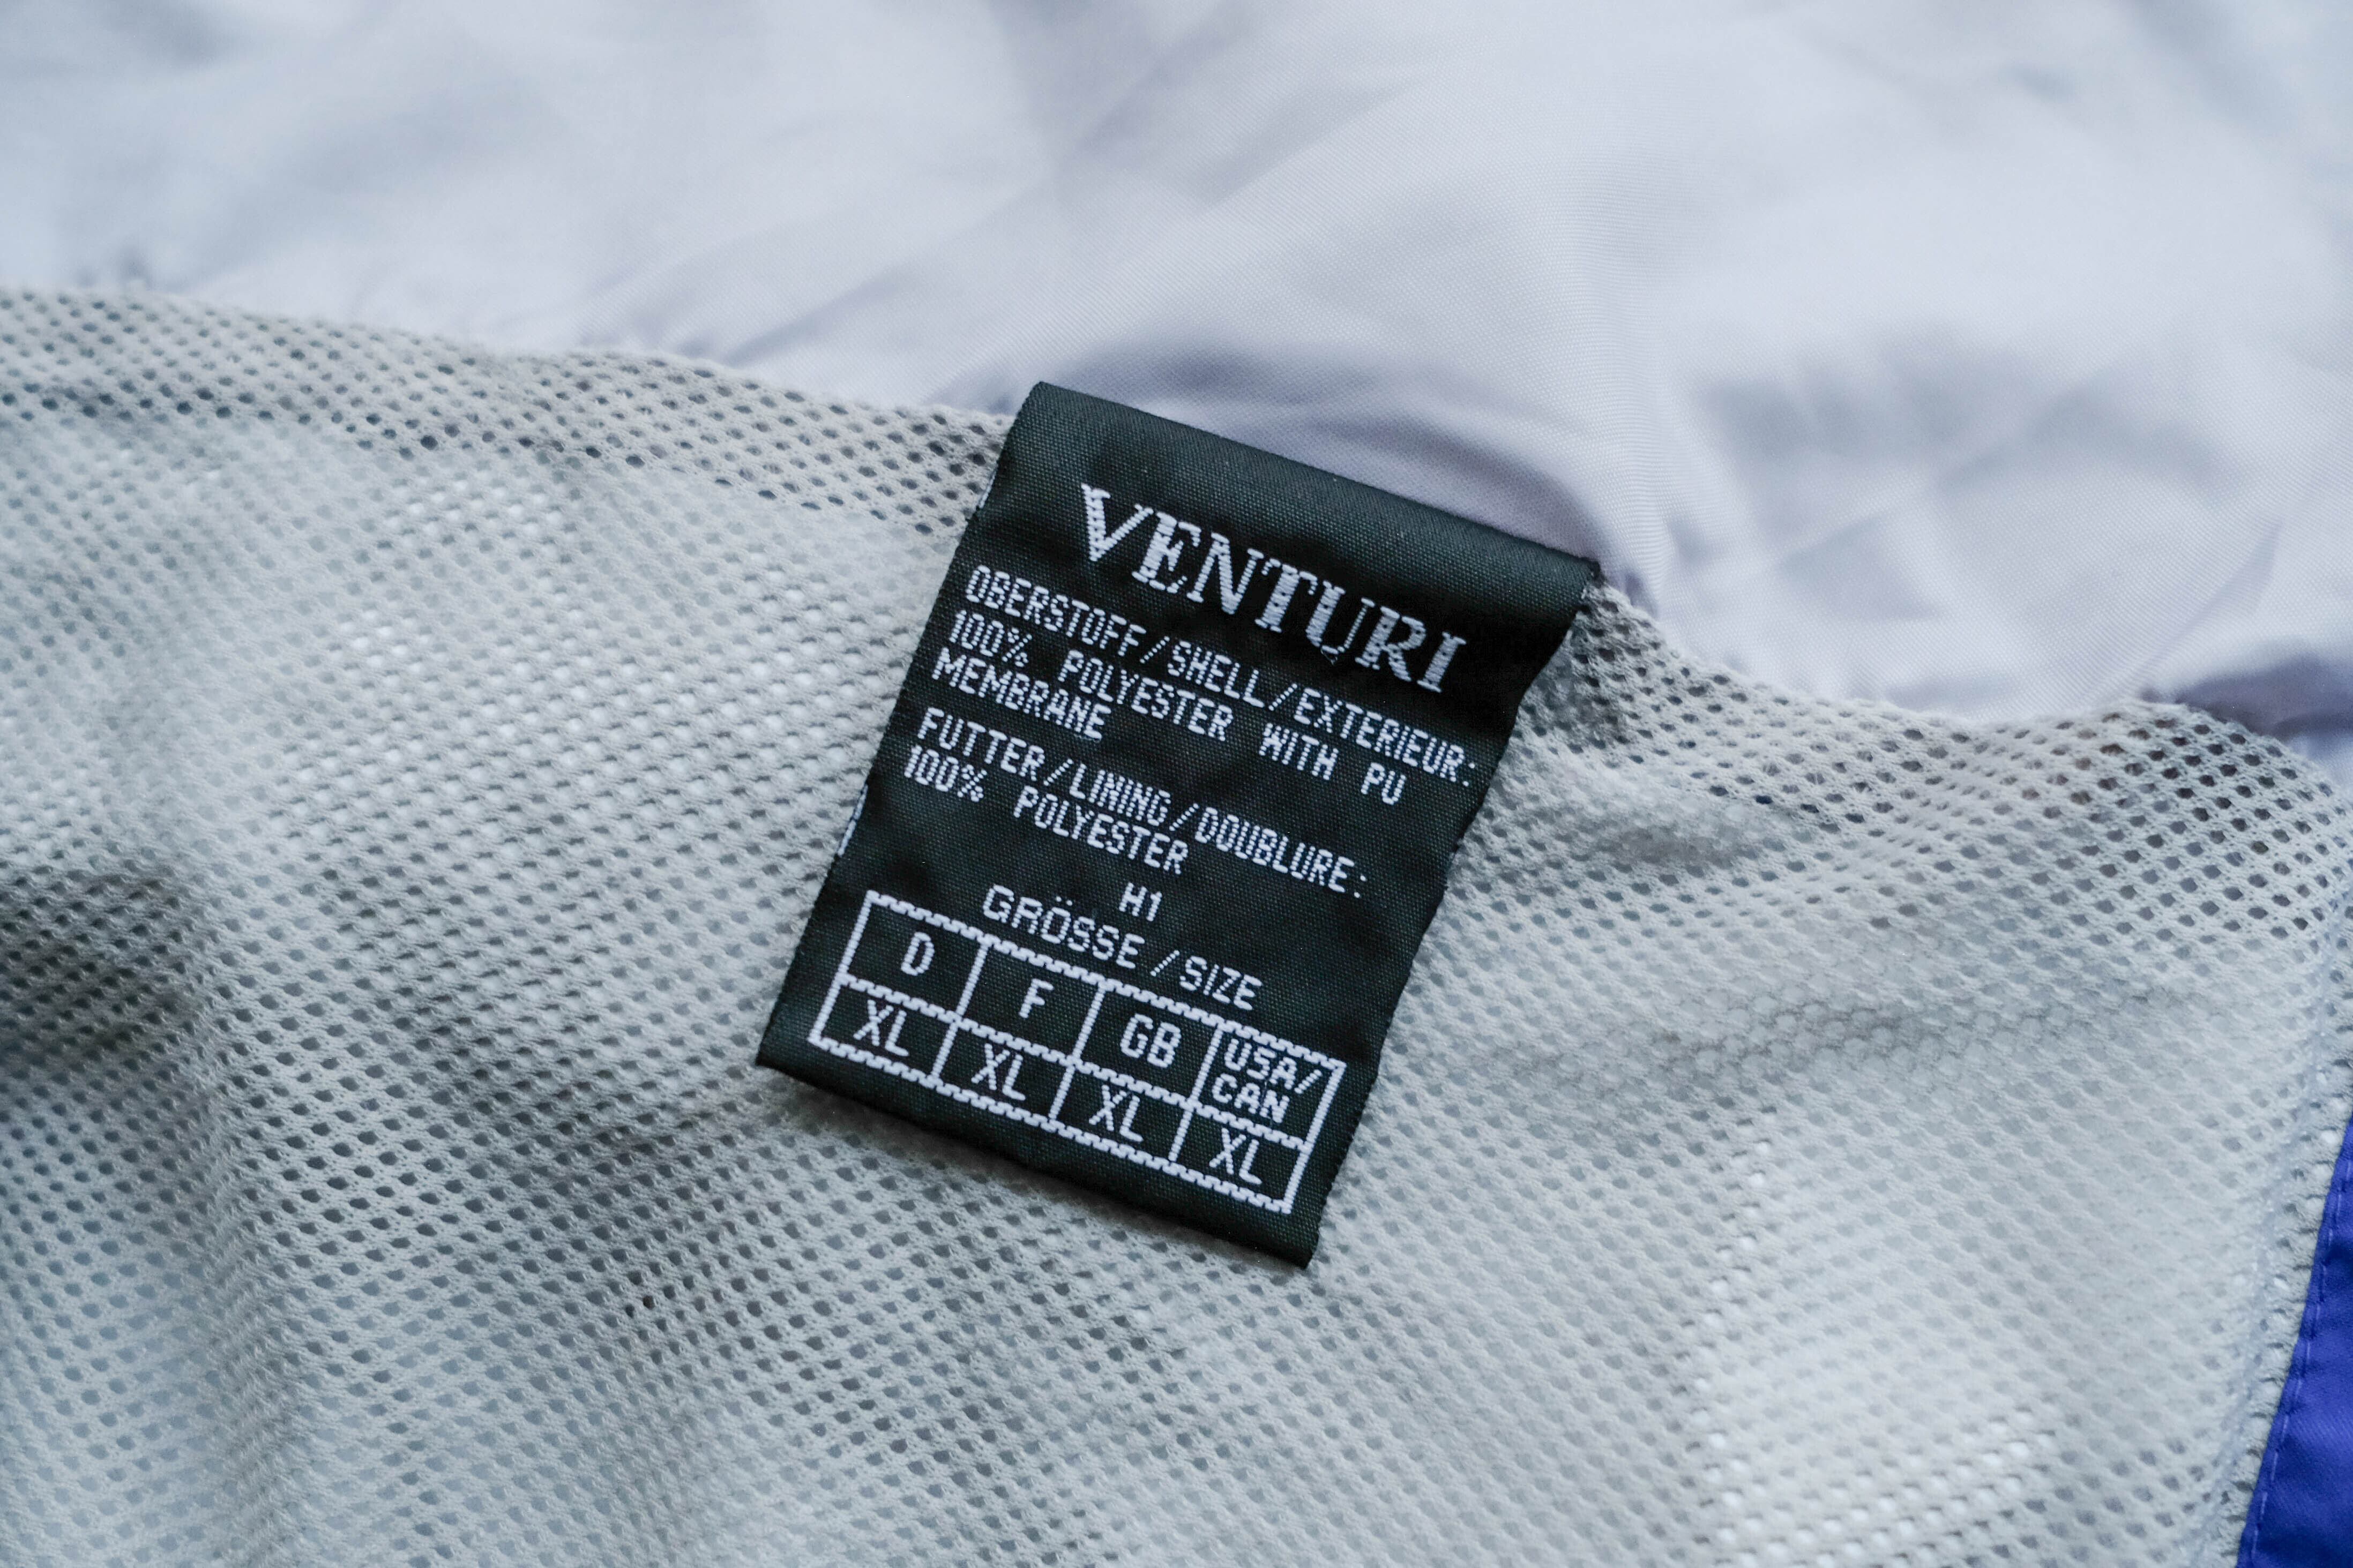 VENTURI
OBERSTOFF/SHELL/EXTERIEUR:
100% POLYESTER WITH PU
MEMBRANE
FUTTER/LINING/DOUBLURE:
100% POLYESTER
H1
GRÖSSE/SIZE
D F GB USA/
CAN
XL XL XL XL